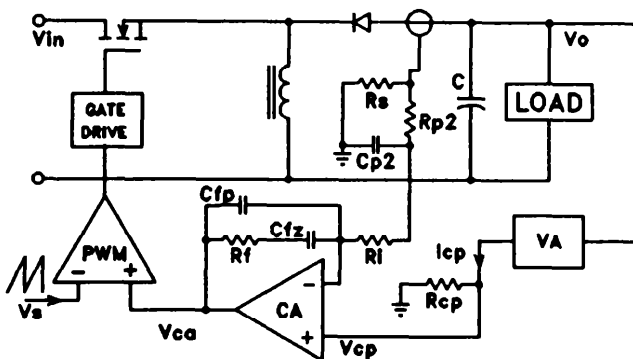 Vin
Vo
C
Rs
Rp2
LOAD
GATE
DRIVE
Cp2
Cfp
Cfz
Rf
Ri
PWM
- +
Vs
Icp
VA
Rcp
-
CA
+
Vca
Vcp